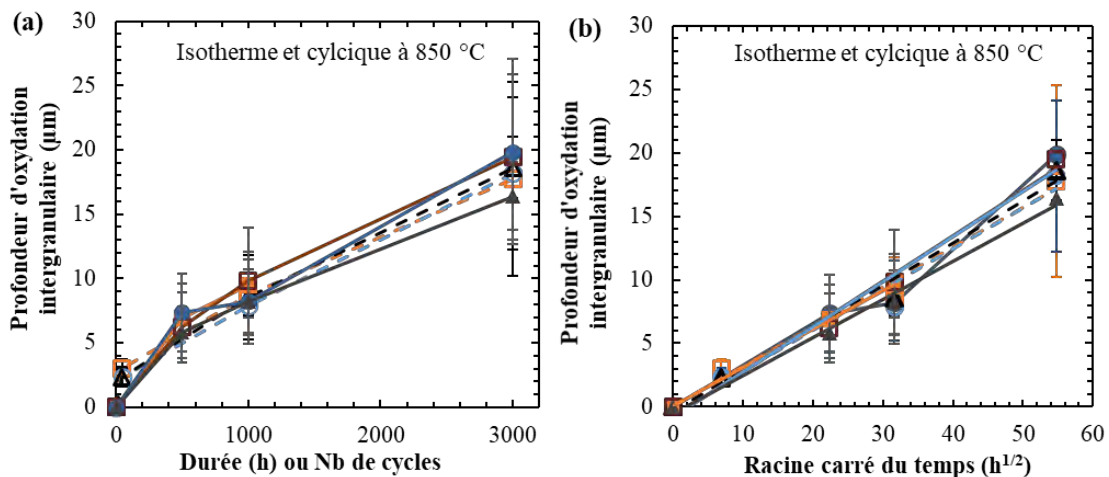 (a)
Isotherme et cylcique à 850 °C
Profondeur d'oxydation
intergranulaire (µm)
30
25
20
15
10
5
0
0 1000 2000 3000
Durée (h) ou Nb de cycles
(b)
Isotherme et cylcique à 850 °C
Profondeur d'oxydation
intergranulaire (µm)
30
25
20
15
10
5
0
0 10 20 30 40 50 60
Racine carré du temps (h^{1/2})